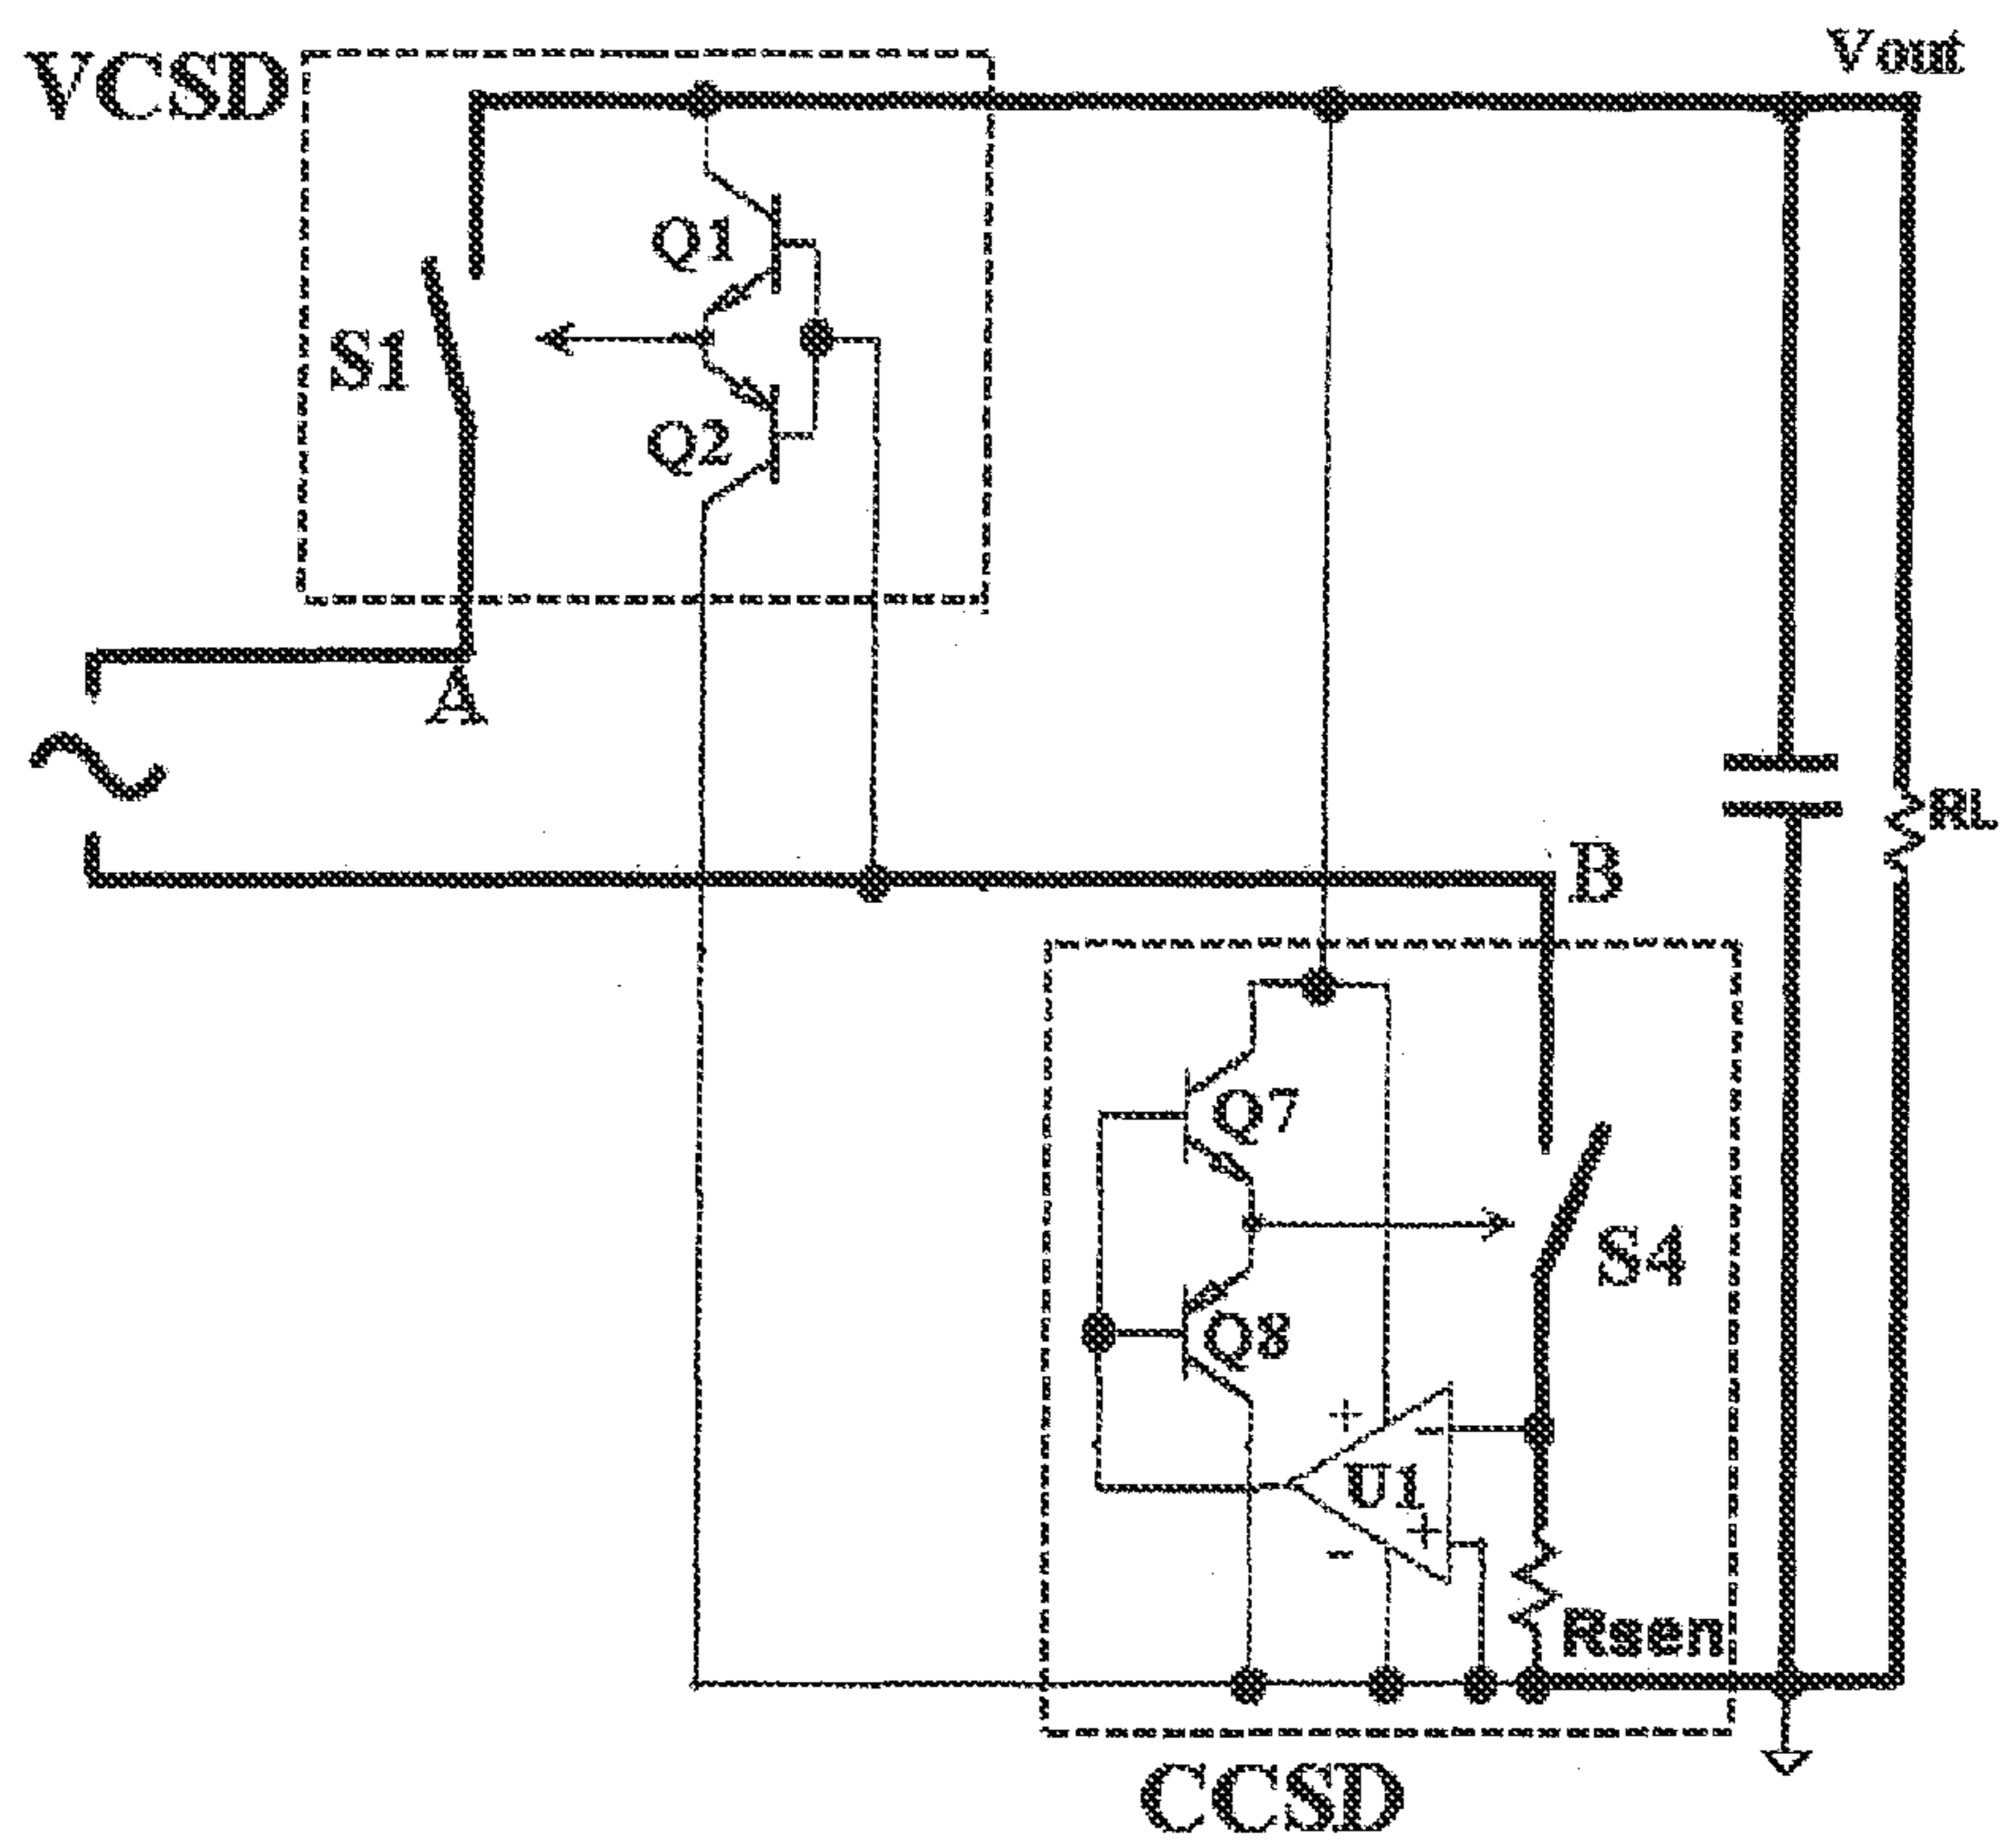 VCSD
Vout
Q1
S1
Q2
A
RL
B
Q7
S4
Q8
+
-
U1
+
-
Rsen
CCSD